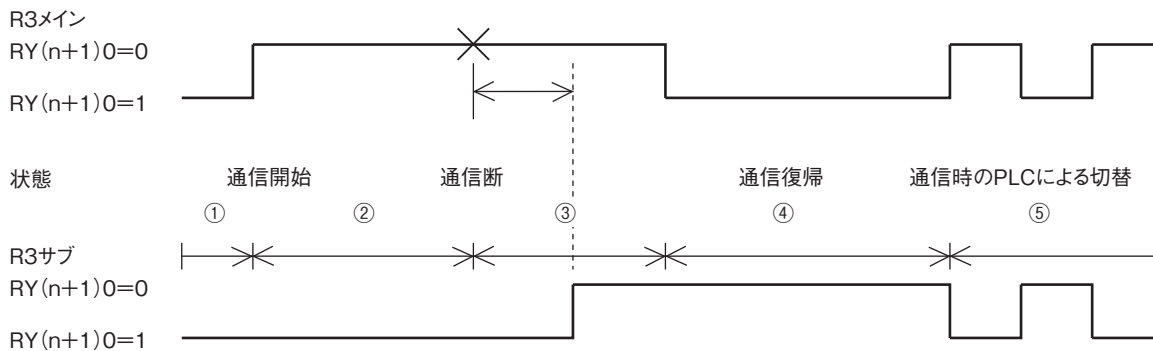 R3メイン
RY(n+1)0=0
RY(n+1)0=1
状態 通信開始 通信断 通信復帰 通信時のPLCによる切替
① ② ③ ④ ⑤
R3サブ
RY(n+1)0=0
RY(n+1)0=1